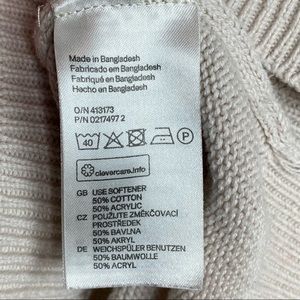 Made in Bangladesh
Fabricado em Bangladesh
Fabriqué en Bangladesh
Hecho en Bangladesh
O/N 413173
P/N 0217497 2
40 P
clevercare.info
GB USE SOFTENER
50% COTTON
50% ACRYLIC
CZ POUŽIJTE ZMĚKČOVACÍ
PROSTŘEDEK
50% BAVLNA
50% AKRYL
DE WEICHSPÜLER BENUTZEN
50% BAUMWOLLE
50% ACRYL